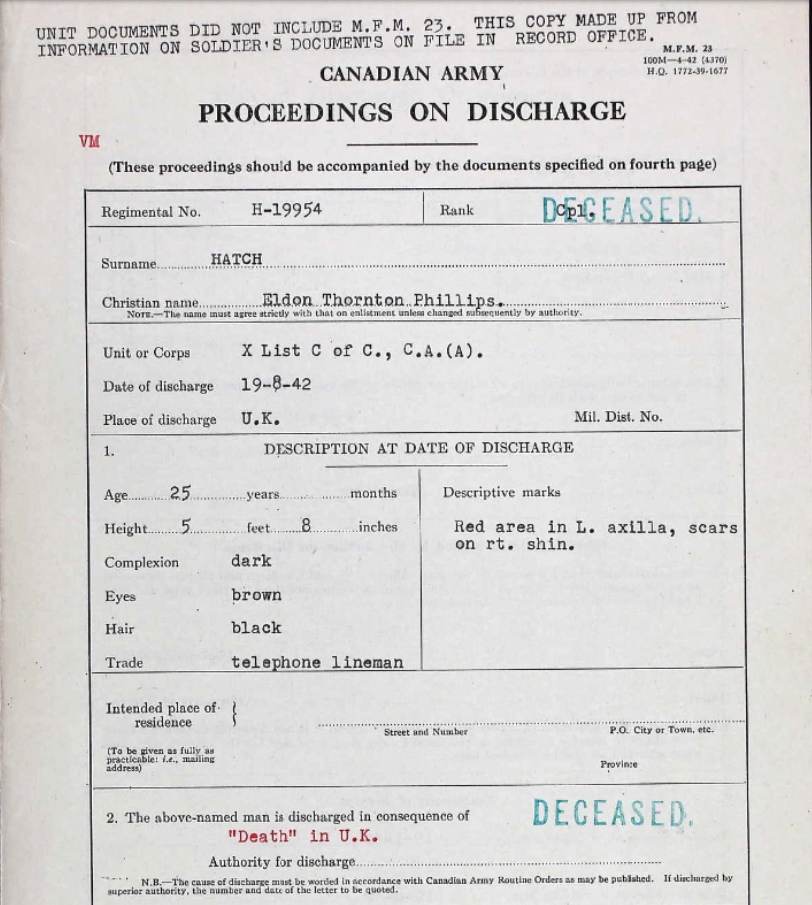 UNIT DOCUMENTS DID NOT INCLUDE M.F.M. 23. THIS COPY MADE UP FROM
INFORMATION ON SOLDIER'S DOCUMENTS ON FILE IN RECORD OFFICE.
M.F.M. 23
100M—4-42 (4370)
H.Q. 1772-39-1677
CANADIAN ARMY
PROCEEDINGS ON DISCHARGE
VM
(These proceedings should be accompanied by the documents specified on fourth page)
Regimental No. H-19954 Rank Cpl. DECEASED.
Surname HATCH
Christian name Eldon Thornton Phillips.
NOTE.—The name must agree strictly with that on enlistment unless changed subsequently by authority.
Unit or Corps X List C of C., C.A.(A).
Date of discharge 19-8-42
Place of discharge U.K. Mil. Dist. No.
1. DESCRIPTION AT DATE OF DISCHARGE
Age 25 years months
Height 5 feet 8 inches
Complexion dark
Eyes brown
Hair black
Trade telephone lineman
Descriptive marks
Red area in L. axilla, scars
on rt. shin.
Intended place of
residence
Street and Number P.O. City or Town, etc.
(To be given as fully as
practicable: i.e., mailing
address)
Province
2. The above-named man is discharged in consequence of DECEASED.
"Death" in U.K.
Authority for discharge
N.B.—The cause of discharge must be worded in accordance with Canadian Army Routine Orders as may be published. If discharged by
superior authority, the number and date of the letter to be quoted.